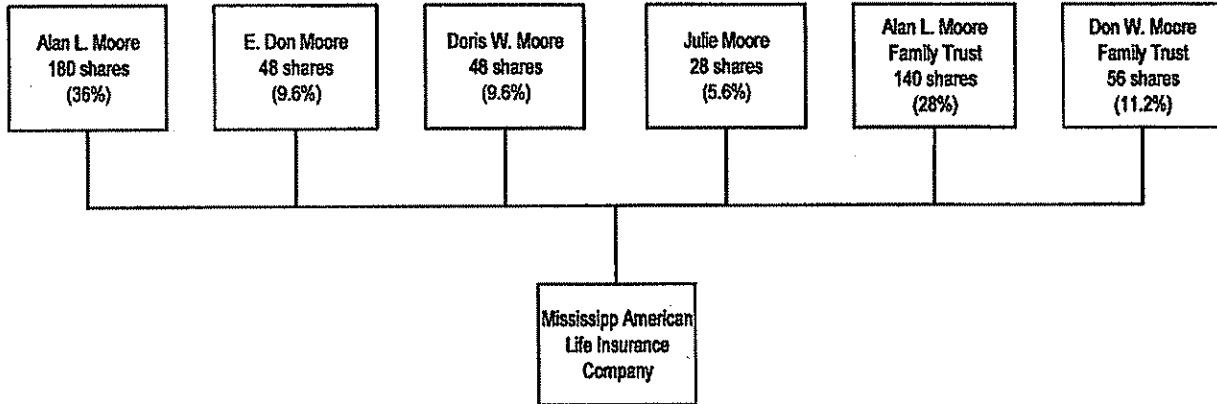 Alan L. Moore
180 shares
(36%)
E. Don Moore
48 shares
(9.6%)
Doris W. Moore
48 shares
(9.6%)
Julie Moore
28 shares
(5.6%)
Alan L. Moore
Family Trust
140 shares
(28%)
Don W. Moore
Family Trust
56 shares
(11.2%)
Mississipp American
Life Insurance
Company